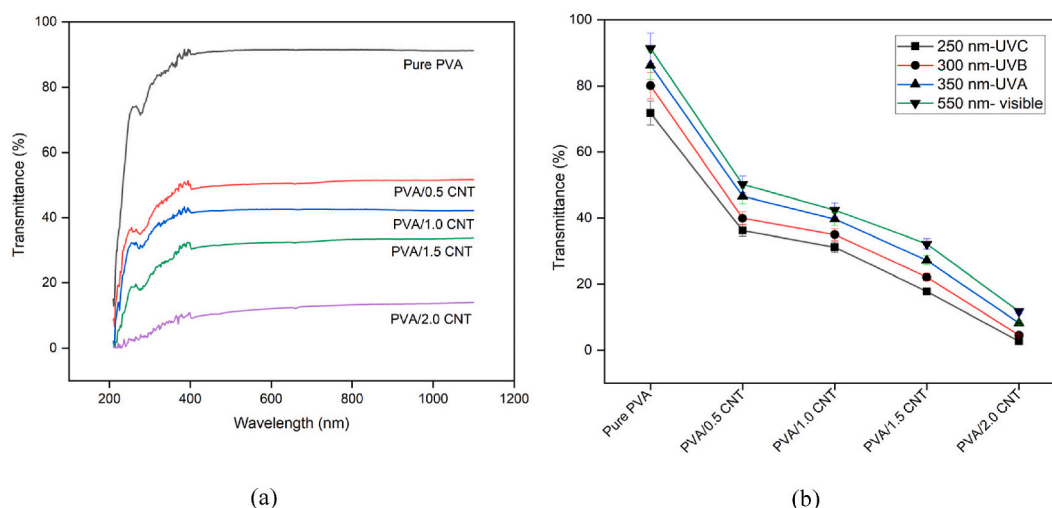 100
80
60
40
20
0
Transmittance (%)
Pure PVA
PVA/0.5 CNT
PVA/1.0 CNT
PVA/1.5 CNT
PVA/2.0 CNT
200 400 600 800 1000 1200
Wavelength (nm)
(a)
100
80
60
40
20
0
Transmittance (%)
250 nm-UVC
300 nm-UVB
350 nm-UVA
550 nm- visible
Pure PVA
PVA/0.5 CNT
PVA/1.0 CNT
PVA/1.5 CNT
PVA/2.0 CNT
(b)